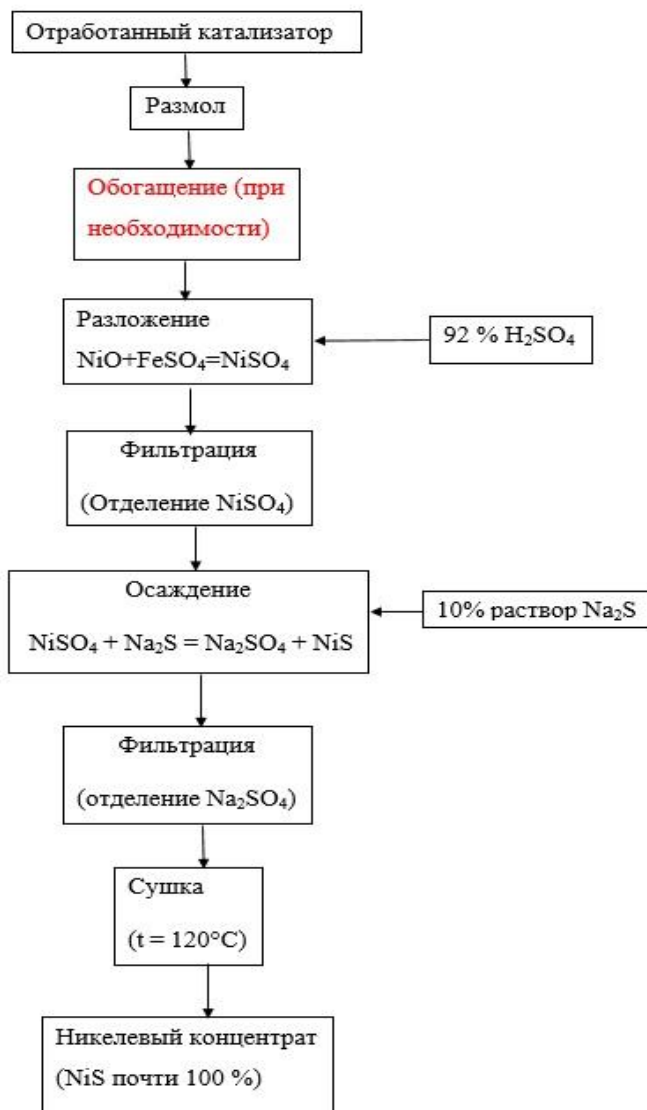 Отработанный катализатор
Размол
Обогащение (при
необходимости)
Разложение
NiO+FeSO₄=NiSO₄
92 % H₂SO₄
Фильтрация
(Отделение NiSO₄)
Осаждение
NiSO₄ + Na₂S = Na₂SO₄ + NiS
10% раствор Na₂S
Фильтрация
(отделение Na₂SO₄)
Сушка
(t = 120°C)
Никелевый концентрат
(NiS почти 100 %)